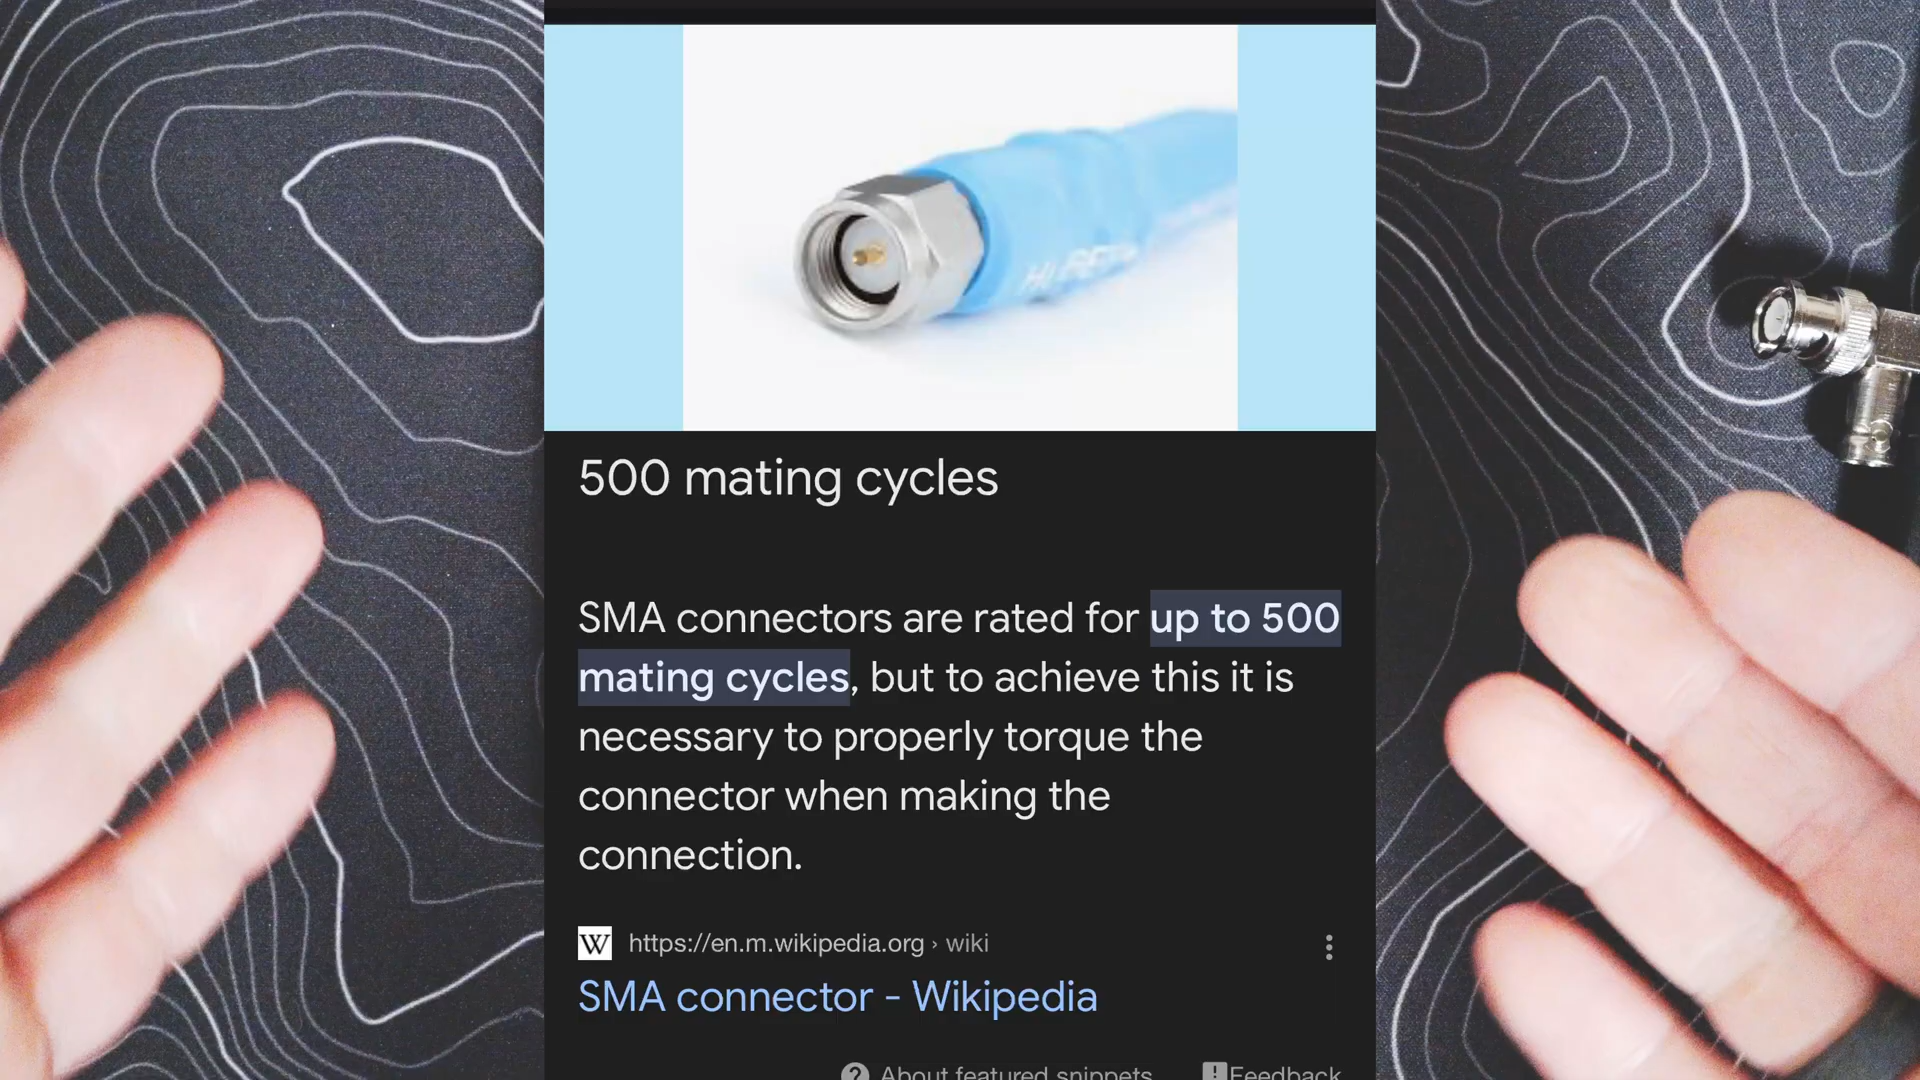 500 mating cycles
SMA connectors are rated for up to 500
mating cycles, but to achieve this it is
necessary to properly torque the
connector when making the
connection.
W https://en.m.wikipedia.org › wiki
SMA connector - Wikipedia
About featured snippets Feedback